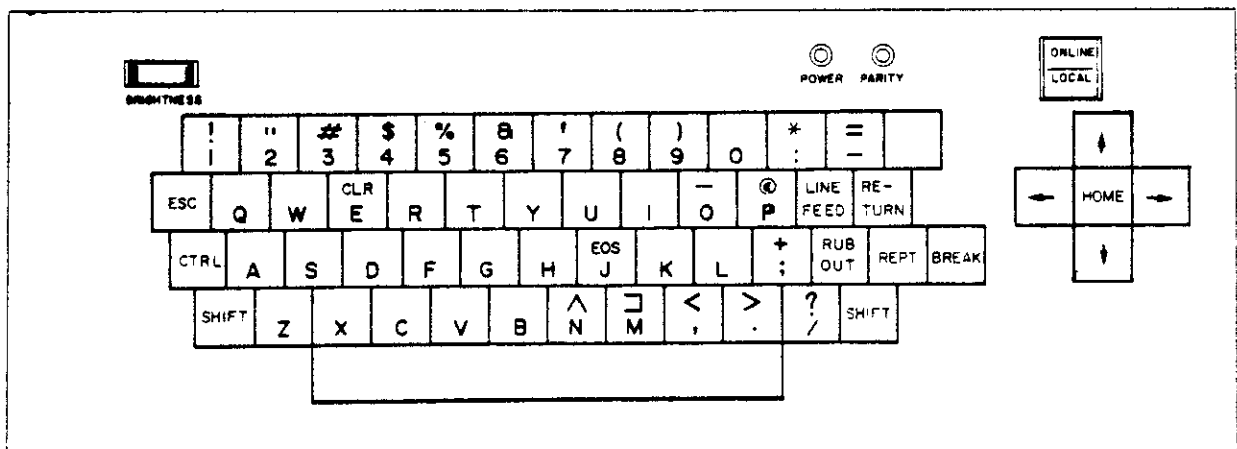 ONLINE
LOCAL
POWER PARITY
BRIGHTNESS
! " # $ % & ' ( ) * =
1 2 3 4 5 6 7 8 9 0 : -
ESC Q W CLR E R T Y U I — O @ P LINE FEED RE-TURN
CTRL A S D F G H EOS J K L + ; RUB OUT REPT BREAK
SHIFT Z X C V B ^ N ] M < , > . ? / SHIFT
HOME